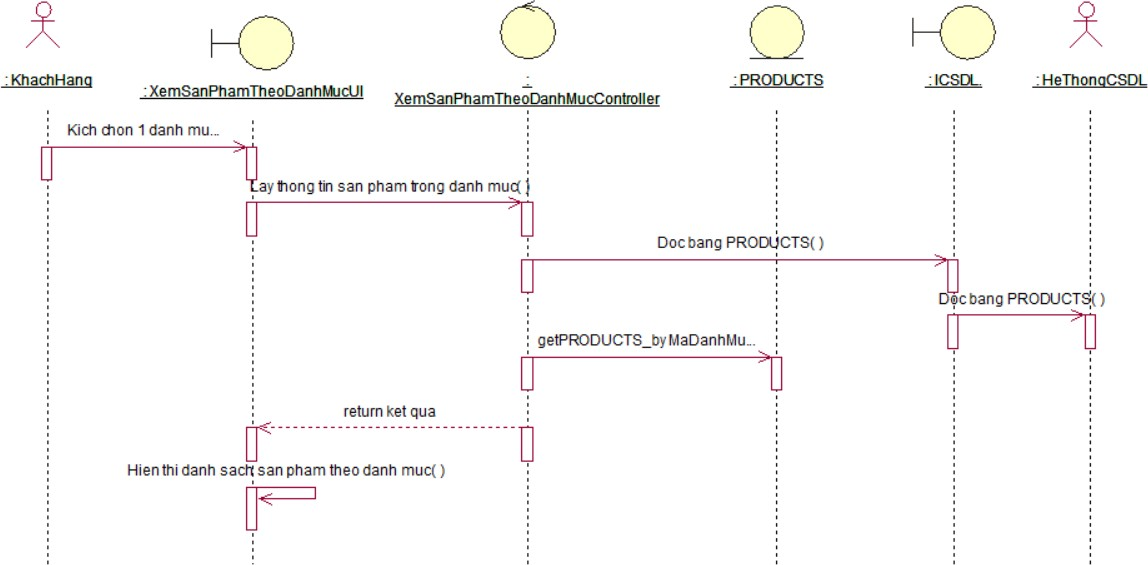 : KhachHang
: XemSanPhamTheoDanhMucUI
:
XemSanPhamTheoDanhMucController
: PRODUCTS
: ICSDL
: HeThongCSDL
Kich chon 1 danh mu...
Lay thong tin san pham trong danh muc( )
Doc bang PRODUCTS( )
Doc bang PRODUCTS( )
getPRODUCTS_by MaDanhMu...
return ket qua
Hien thi danh sach san pham theo danh muc( )